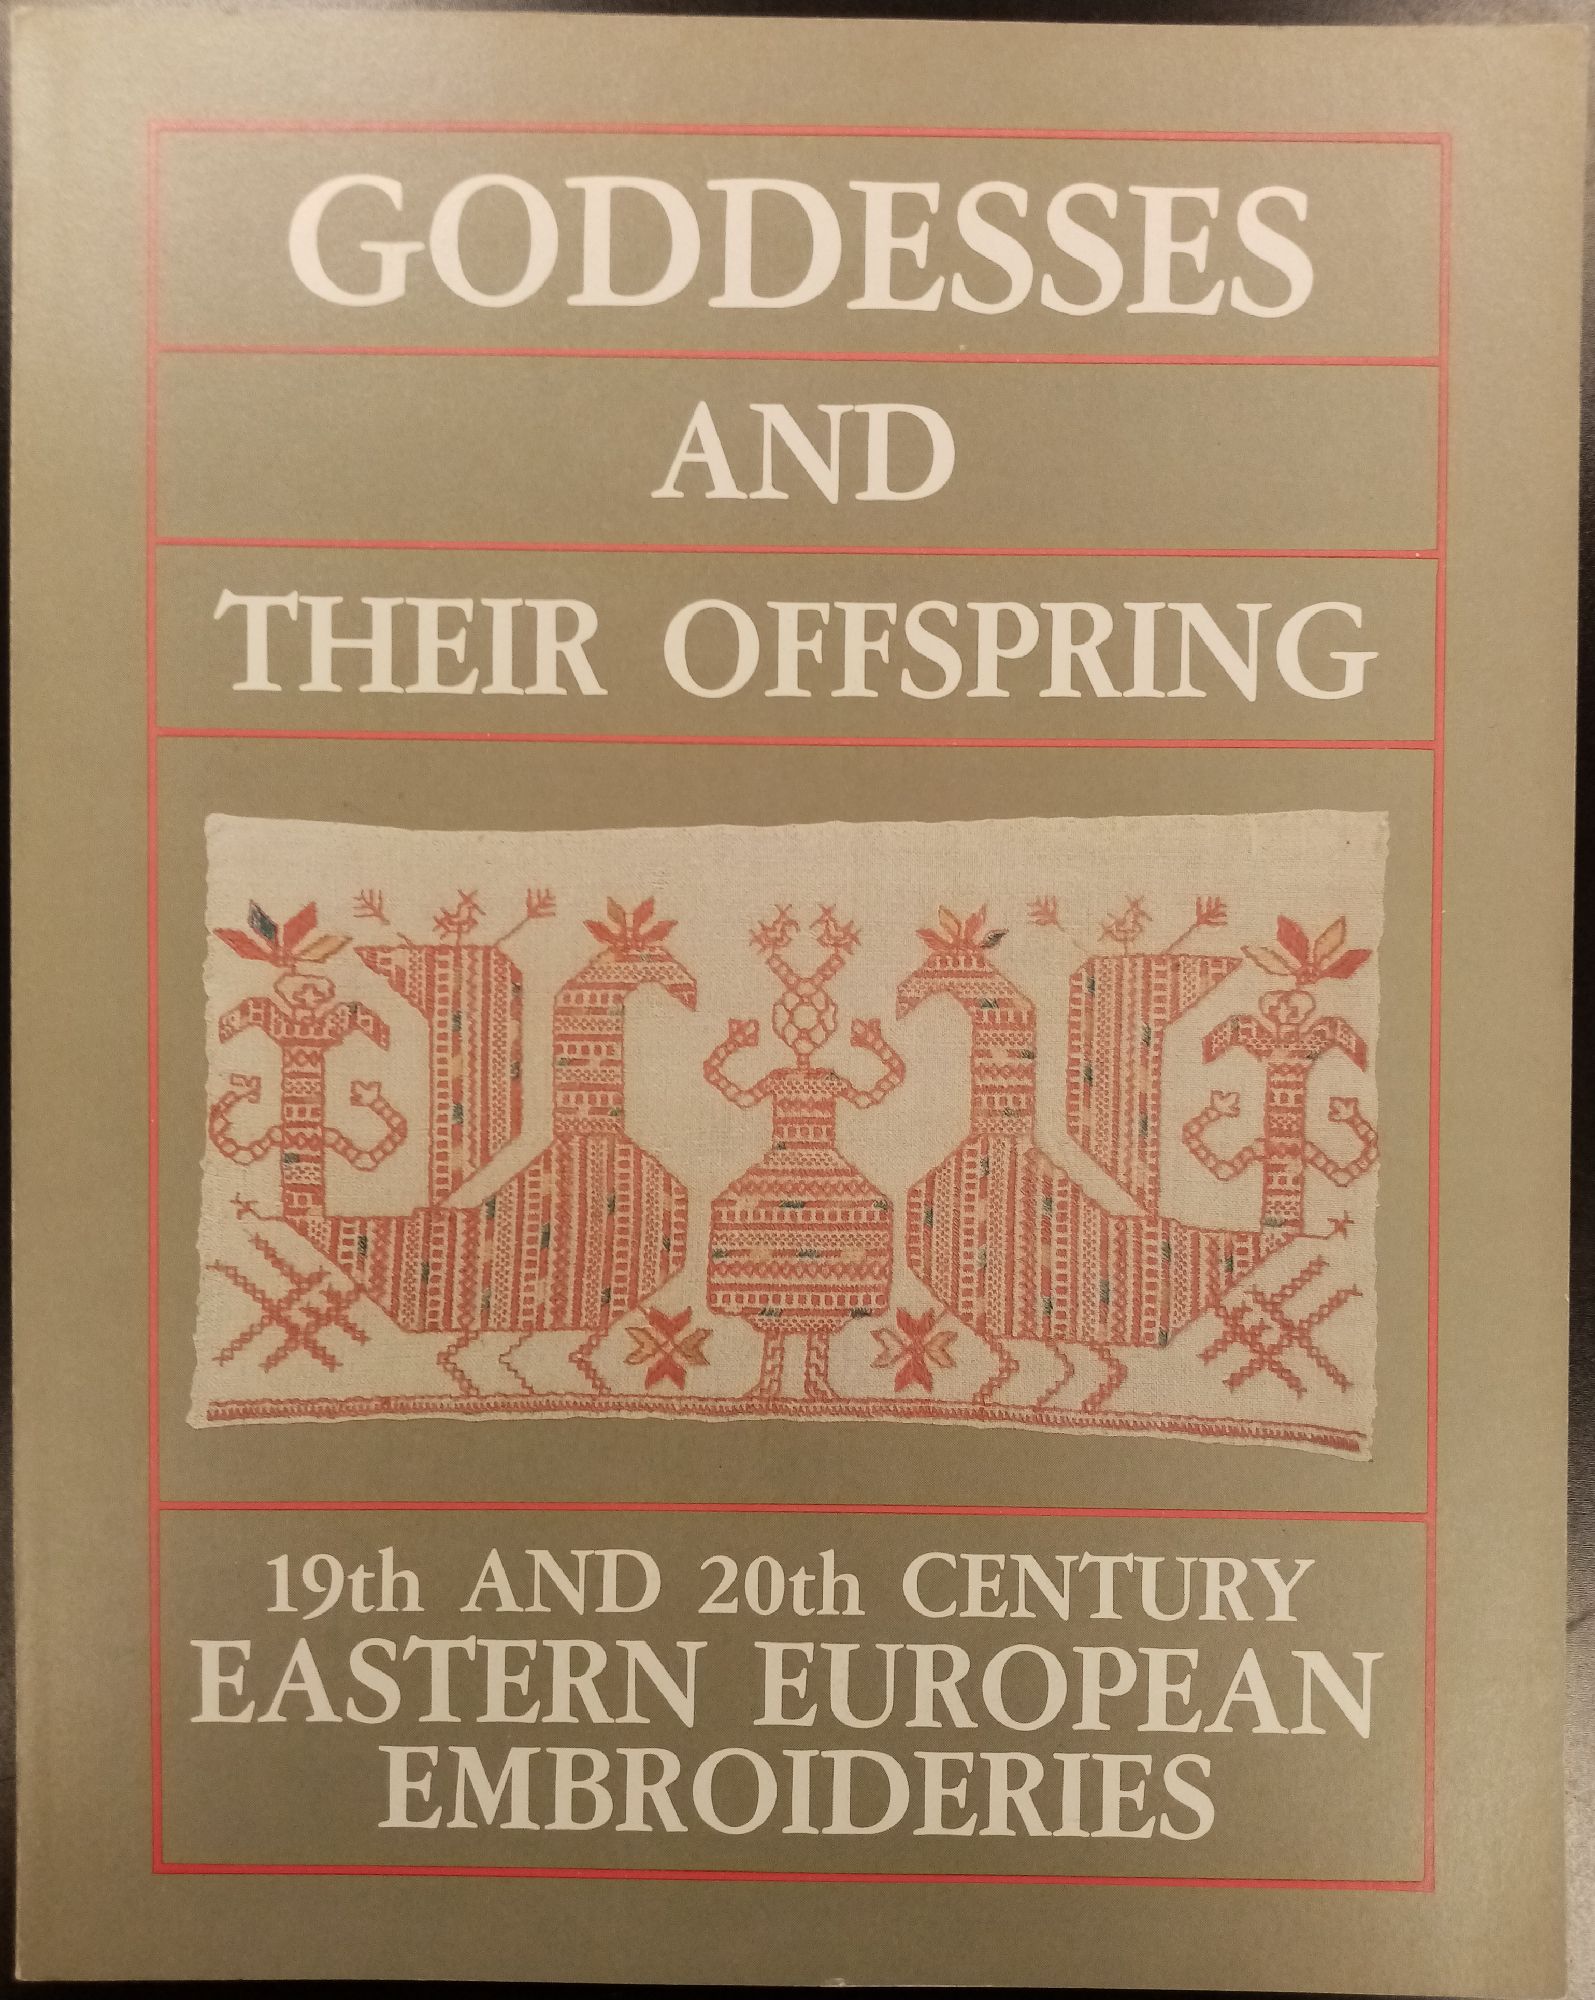 GODDESSES
AND
THEIR OFFSPRING
19th AND 20th CENTURY
EASTERN EUROPEAN
EMBROIDERIES